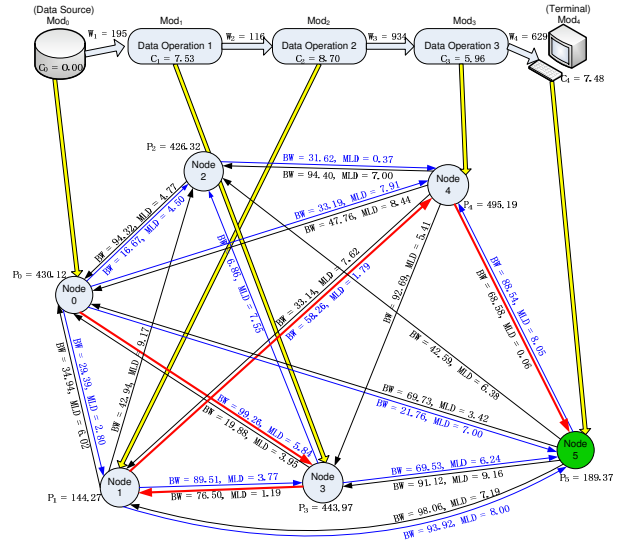 (Data Source)
Mod0
Mod1
Mod2
Mod3
(Terminal)
Mod4
W1 = 195
W2 = 116
W3 = 934
W4 = 629
Data Operation 1
C1 = 7.53
Data Operation 2
C2 = 8.70
Data Operation 3
C3 = 5.96
C0 = 0.00
C4 = 7.48
P2 = 426.32
Node
2
BW = 31.62, MLD = 0.37
BW = 94.40, MLD = 7.00
Node
4
P4 = 495.19
BW = 94.32, MLD = 4.77
BW = 16.67, MLD = 4.50
BW = 33.19, MLD = 7.91
BW = 47.76, MLD = 8.44
P0 = 430.12
Node
0
BW = 6.86, MLD = 7.55
BW = 33.14, MLD = 7.62
BW = 58.26, MLD = 1.79
BW = 92.69, MLD = 5.41
BW = 88.54, MLD = 8.05
BW = 68.58, MLD = 0.96
BW = 29.39, MLD = 2.80
BW = 34.94, MLD = 6.02
BW = 42.94, MLD = 9.17
BW = 42.59, MLD = 6.38
BW = 69.73, MLD = 3.42
BW = 21.76, MLD = 7.00
BW = 99.26, MLD = 5.84
BW = 19.88, MLD = 3.95
Node
5
P5 = 189.37
BW = 89.51, MLD = 3.77
BW = 76.50, MLD = 1.19
BW = 69.53, MLD = 6.24
BW = 91.12, MLD = 9.16
Node
1
P1 = 144.27
Node
3
P3 = 443.97
BW = 98.06, MLD = 7.19
BW = 93.92, MLD = 8.00